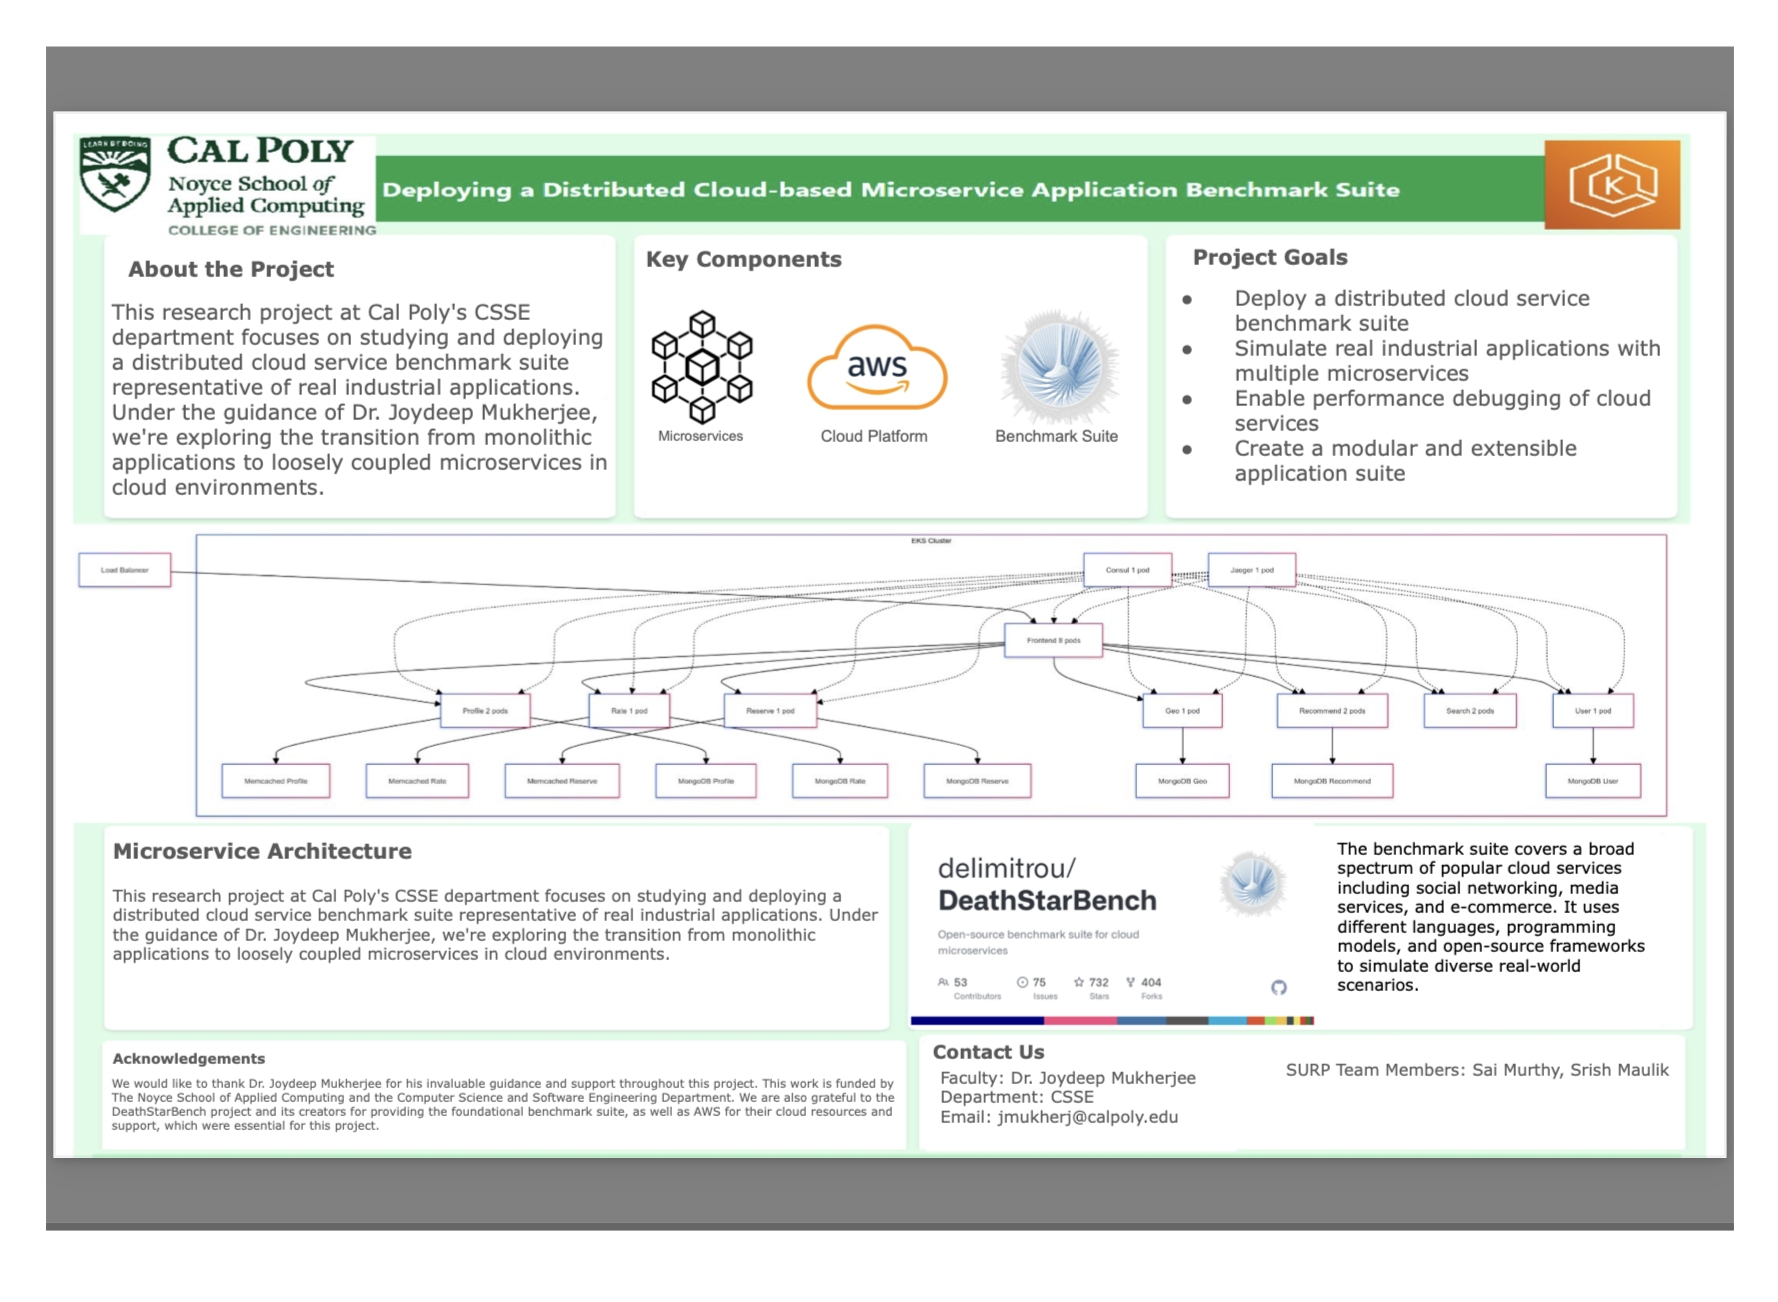 LEARN BY DOING
CAL POLY
Noyce School of
Applied Computing
COLLEGE OF ENGINEERING
Deploying a Distributed Cloud-based Microservice Application Benchmark Suite
K
About the Project
This research project at Cal Poly's CSSE
department focuses on studying and deploying
a distributed cloud service benchmark suite
representative of real industrial applications.
Under the guidance of Dr. Joydeep Mukherjee,
we're exploring the transition from monolithic
applications to loosely coupled microservices in
cloud environments.
Key Components
aws
Microservices
Cloud Platform
Benchmark Suite
Project Goals
● Deploy a distributed cloud service
benchmark suite
● Simulate real industrial applications with
multiple microservices
● Enable performance debugging of cloud
services
● Create a modular and extensible
application suite
EKS Cluster
Load Balancer
Consul 1 pod
Jaeger 1 pod
Frontend 8 pods
Profile 2 pods
Rate 1 pod
Reserve 1 pod
Geo 1 pod
Recommend 2 pods
Search 2 pods
User 1 pod
Memcached Profile
Memcached Rate
Memcached Reserve
MongoDB Profile
MongoDB Rate
MongoDB Reserve
MongoDB Geo
MongoDB Recommend
MongoDB User
Microservice Architecture
This research project at Cal Poly's CSSE department focuses on studying and deploying a
distributed cloud service benchmark suite representative of real industrial applications. Under
the guidance of Dr. Joydeep Mukherjee, we're exploring the transition from monolithic
applications to loosely coupled microservices in cloud environments.
delimitrou/
DeathStarBench
Open-source benchmark suite for cloud
microservices
53
Contributors
75
Issues
732
Stars
404
Forks
The benchmark suite covers a broad
spectrum of popular cloud services
including social networking, media
services, and e-commerce. It uses
different languages, programming
models, and open-source frameworks
to simulate diverse real-world
scenarios.
Acknowledgements
We would like to thank Dr. Joydeep Mukherjee for his invaluable guidance and support throughout this project. This work is funded by
The Noyce School of Applied Computing and the Computer Science and Software Engineering Department. We are also grateful to the
DeathStarBench project and its creators for providing the foundational benchmark suite, as well as AWS for their cloud resources and
support, which were essential for this project.
Contact Us
Faculty: Dr. Joydeep Mukherjee
Department: CSSE
Email: jmukherj@calpoly.edu
SURP Team Members: Sai Murthy, Srish Maulik